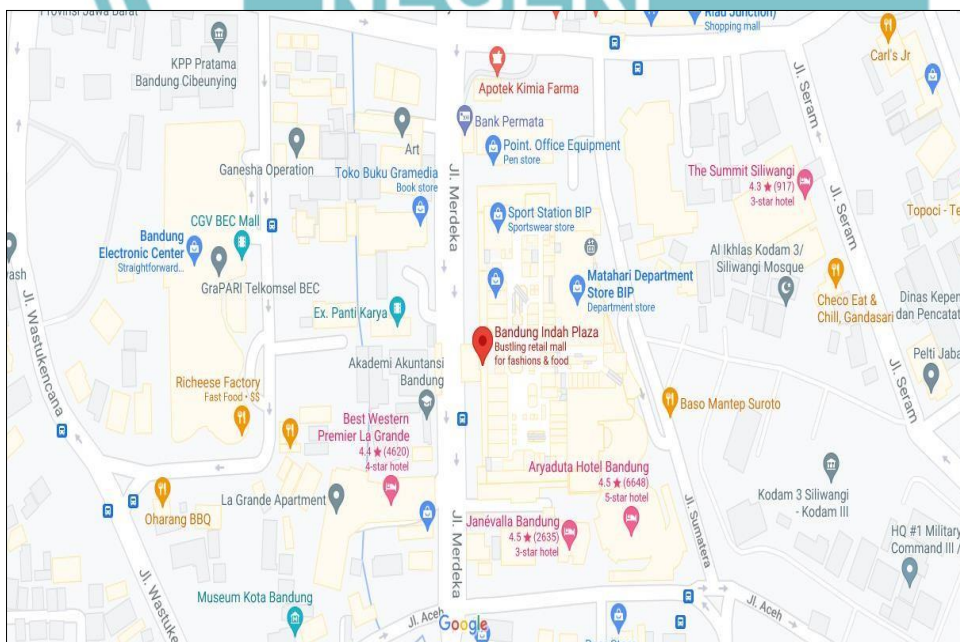 NEGERI
Provinsi Jawa Barat
Riau Junction)
Shopping mall
KPP Pratama
Bandung Cibeunying
Carl's Jr
Apotek Kimia Farma
Bank Permata
Art
Point. Office Equipment
Pen store
Ganesha Operation
Toko Buku Gramedia
Book store
Jl. Merdeka
Jl. Seram
The Summit Siliwangi
4.3 ★ (917)
3-star hotel
CGV BEC Mall
Sport Station BIP
Sportswear store
Jl. Seram
Bandung
Electronic Center
Straightforward...
Al Ikhlas Kodam 3/
Siliwangi Mosque
GraPARI Telkomsel BEC
Matahari Department
Store BIP
Department store
Jl. Wastukencana
Ex. Panti Karya
Checo Eat &
Chill, Gandasari
Bandung Indah Plaza
Bustling retail mall
for fashions & food
Akademi Akuntansi
Bandung
Jl. Seram
Richeese Factory
Fast Food • $$
Baso Mantep Suroto
Best Western
Premier La Grande
4.4 ★ (4620)
4-star hotel
Aryaduta Hotel Bandung
4.5 ★ (6648)
5-star hotel
Kodam 3 Siliwangi
- Kodam III
La Grande Apartment
Oharang BBQ
Janévalla Bandung
4.5 ★ (2635)
3-star hotel
Jl. Merdeka
Jl. Sumatera
HQ #1 Military
Command III /
Jl. Wastuke
Museum Kota Bandung
Jl. Aceh
Jl. Aceh
Google